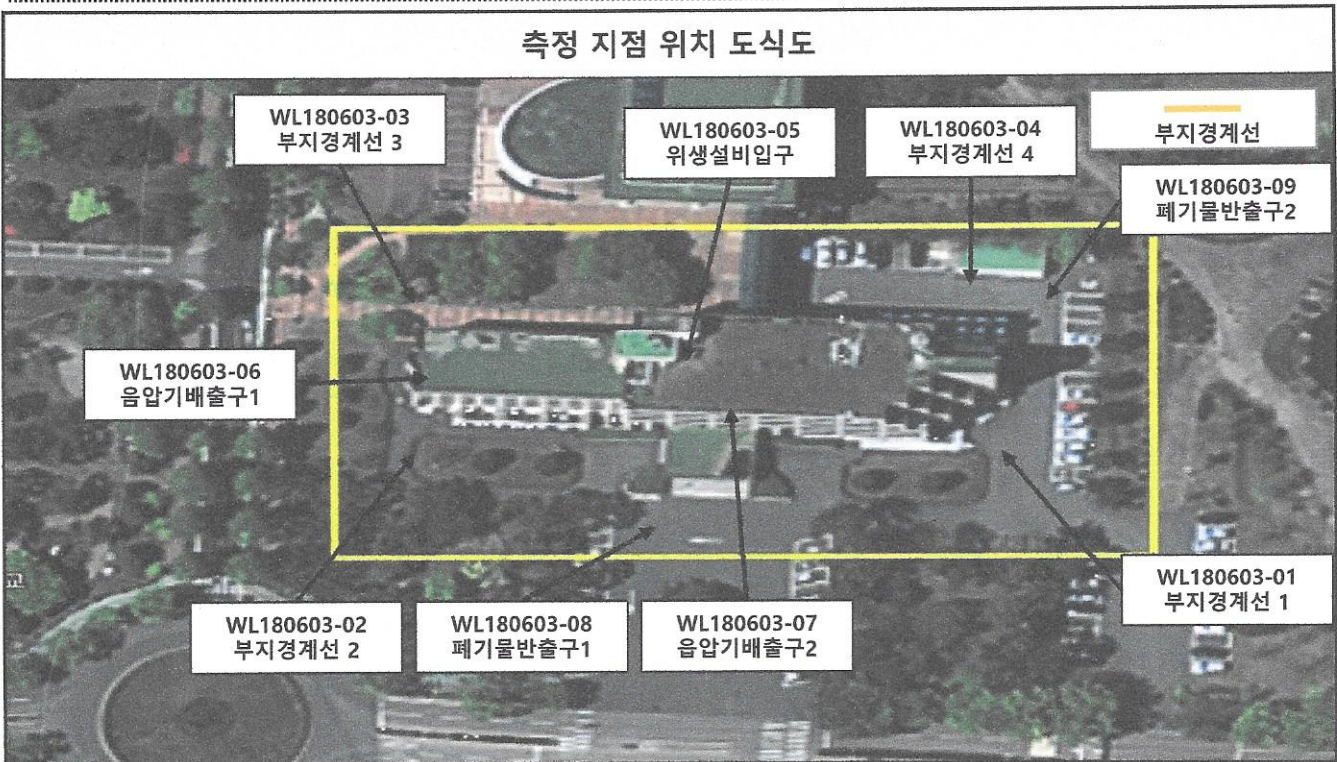 측정 지점 위치 도식도
WL180603-03
부지경계선 3
WL180603-05
위생설비입구
WL180603-04
부지경계선 4
부지경계선
WL180603-09
폐기물반출구2
WL180603-06
음압기배출구1
WL180603-01
부지경계선 1
WL180603-02
부지경계선 2
WL180603-08
폐기물반출구1
WL180603-07
음압기배출구2